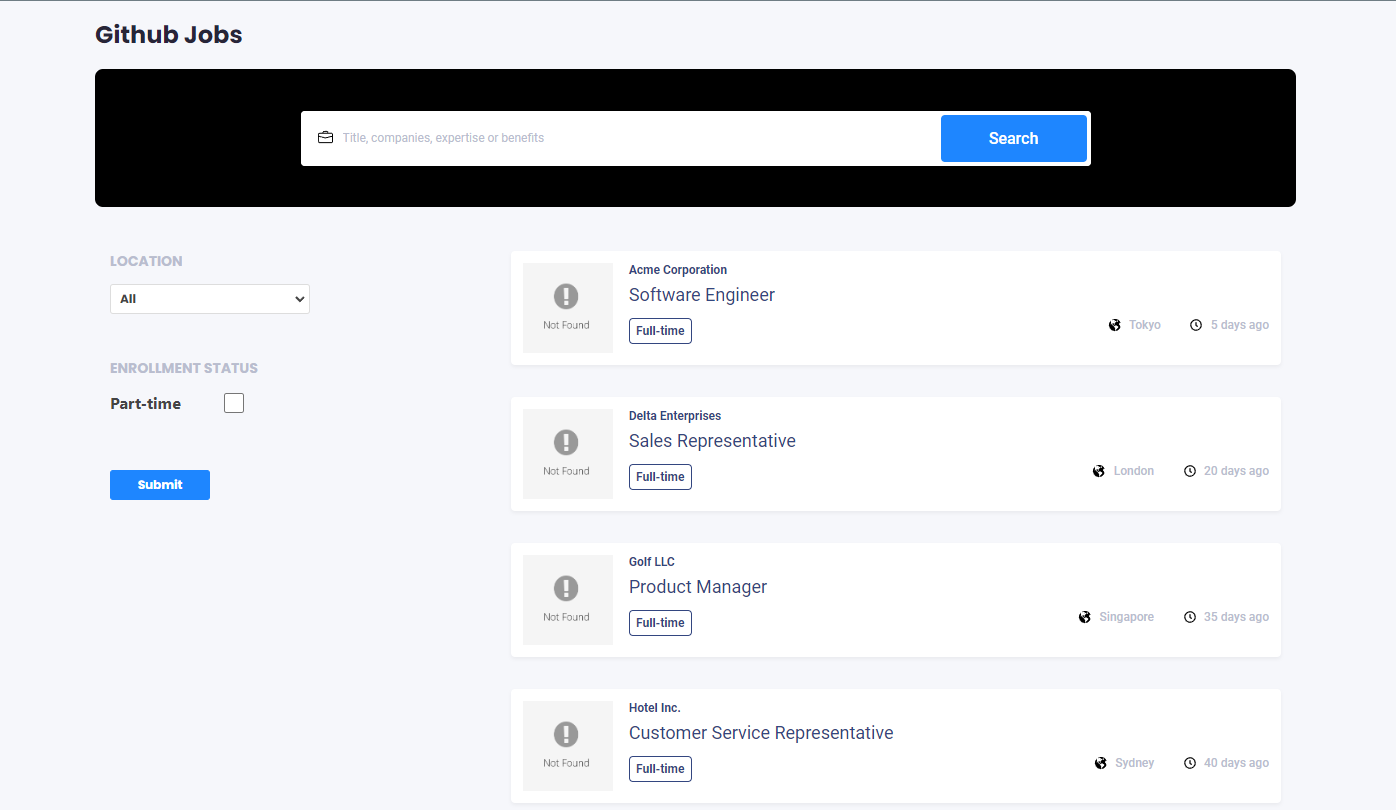 Github Jobs
Title, companies, expertise or benefits
Search
LOCATION
All
ENROLLMENT STATUS
Part-time
Submit
Not Found
Acme Corporation
Software Engineer
Full-time
Tokyo
5 days ago
Not Found
Delta Enterprises
Sales Representative
Full-time
London
20 days ago
Not Found
Golf LLC
Product Manager
Full-time
Singapore
35 days ago
Not Found
Hotel Inc.
Customer Service Representative
Full-time
Sydney
40 days ago